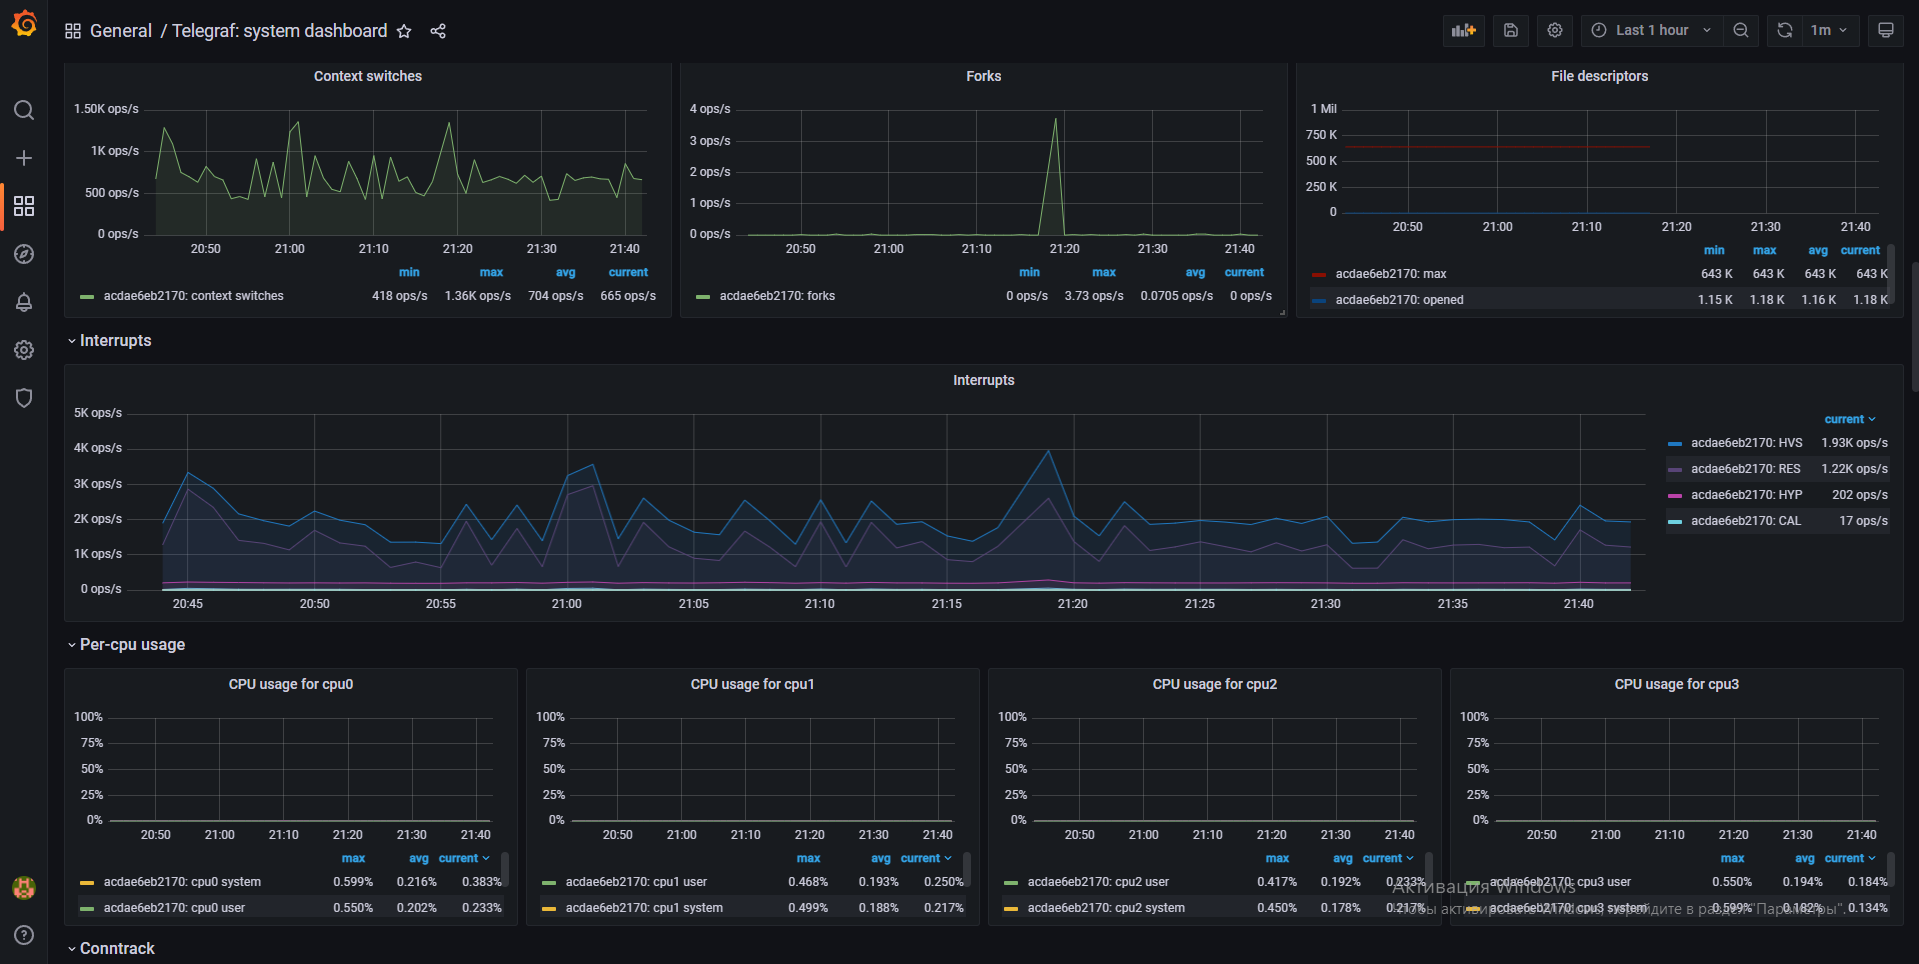 General / Telegraf: system dashboard
Last 1 hour
1m
Context switches
1.50K ops/s
1K ops/s
500 ops/s
0 ops/s
20:50 21:00 21:10 21:20 21:30 21:40
min max avg current
acdae6eb2170: context switches 418 ops/s 1.36K ops/s 704 ops/s 665 ops/s
Forks
4 ops/s
3 ops/s
2 ops/s
1 ops/s
0 ops/s
20:50 21:00 21:10 21:20 21:30 21:40
min max avg current
acdae6eb2170: forks 0 ops/s 3.73 ops/s 0.0705 ops/s 0 ops/s
File descriptors
1 Mil
750 K
500 K
250 K
0
20:50 21:00 21:10 21:20 21:30 21:40
min max avg current
acdae6eb2170: max 643 K 643 K 643 K 643 K
acdae6eb2170: opened 1.15 K 1.18 K 1.16 K 1.18 K
Interrupts
Interrupts
5K ops/s
4K ops/s
3K ops/s
2K ops/s
1K ops/s
0 ops/s
20:45 20:50 20:55 21:00 21:05 21:10 21:15 21:20 21:25 21:30 21:35 21:40
current
acdae6eb2170: HVS 1.93K ops/s
acdae6eb2170: RES 1.22K ops/s
acdae6eb2170: HYP 202 ops/s
acdae6eb2170: CAL 17 ops/s
Per-cpu usage
CPU usage for cpu0
100%
75%
50%
25%
0%
20:50 21:00 21:10 21:20 21:30 21:40
max avg current
acdae6eb2170: cpu0 system 0.599% 0.216% 0.383%
acdae6eb2170: cpu0 user 0.550% 0.202% 0.233%
CPU usage for cpu1
100%
75%
50%
25%
0%
20:50 21:00 21:10 21:20 21:30 21:40
max avg current
acdae6eb2170: cpu1 user 0.468% 0.193% 0.250%
acdae6eb2170: cpu1 system 0.499% 0.188% 0.217%
CPU usage for cpu2
100%
75%
50%
25%
0%
20:50 21:00 21:10 21:20 21:30 21:40
max avg current
acdae6eb2170: cpu2 user 0.417% 0.192% 0.233%
acdae6eb2170: cpu2 system 0.450% 0.178% 0.217%
CPU usage for cpu3
100%
75%
50%
25%
0%
20:50 21:00 21:10 21:20 21:30 21:40
max avg current
acdae6eb2170: cpu3 user 0.550% 0.194% 0.184%
acdae6eb2170: cpu3 system 0.599% 0.182% 0.134%
Активация Windows
Чтобы активировать Windows, перейдите в раздел "Параметры".
Conntrack